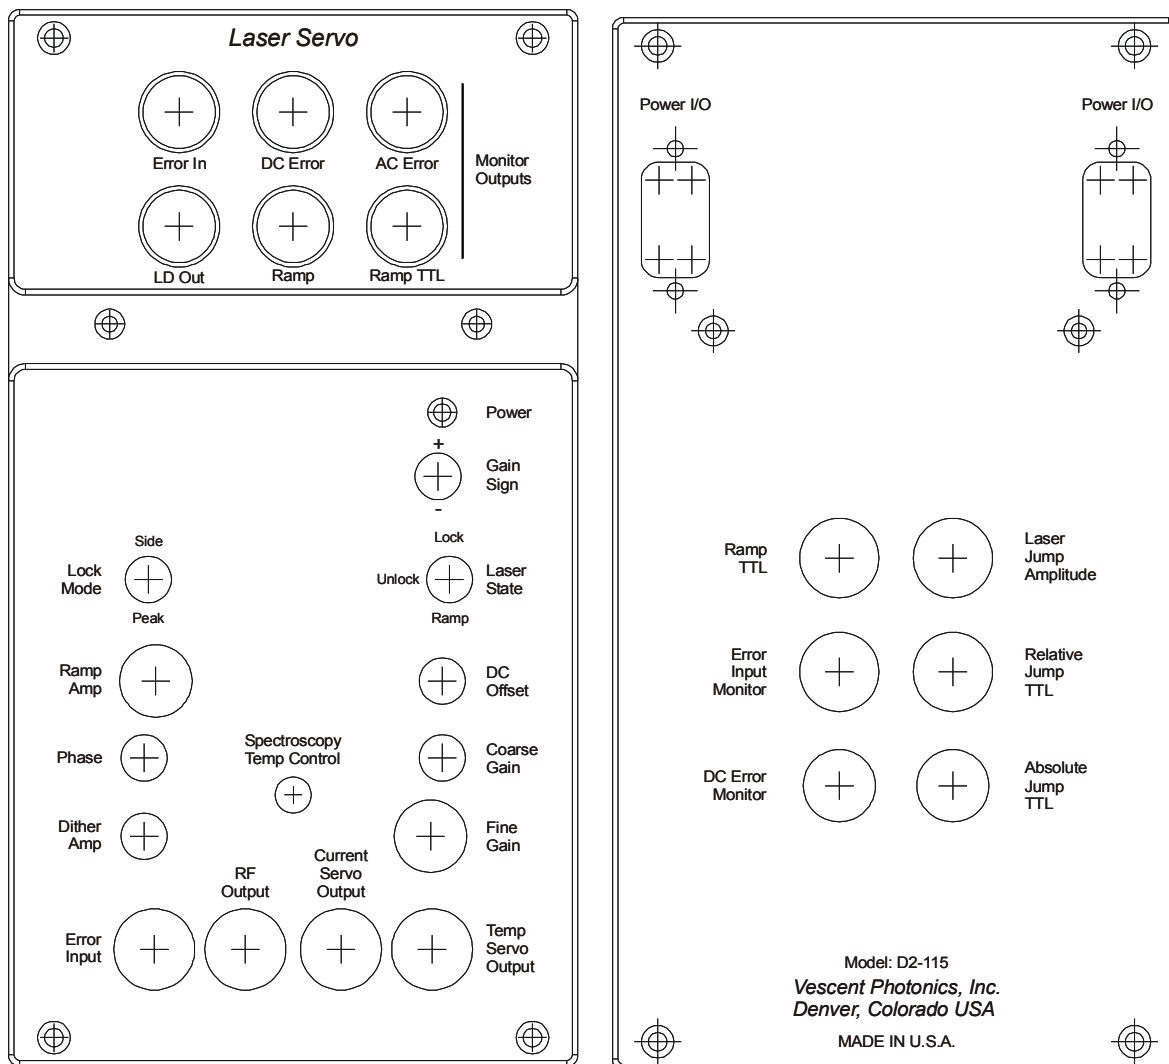 Laser Servo
Error In
DC Error
AC Error
Monitor
Outputs
LD Out
Ramp
Ramp TTL
Power
+
Gain
Sign
-
Side
Lock
Mode
Peak
Lock
Unlock
Laser
State
Ramp
Ramp
Amp
DC
Offset
Phase
Spectroscopy
Temp Control
Coarse
Gain
Dither
Amp
Fine
Gain
RF
Output
Current
Servo
Output
Error
Input
Temp
Servo
Output
Power I/O
Power I/O
Ramp
TTL
Laser
Jump
Amplitude
Error
Input
Monitor
Relative
Jump
TTL
DC Error
Monitor
Absolute
Jump
TTL
Model: D2-115
Vescent Photonics, Inc.
Denver, Colorado USA
MADE IN U.S.A.